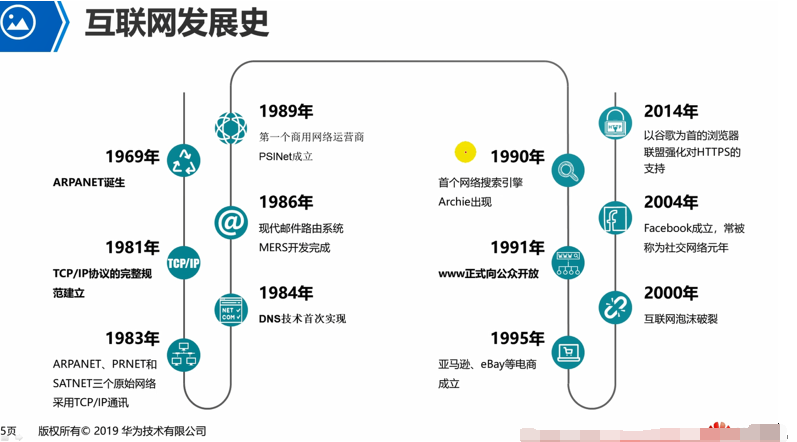 互联网发展史
1969年
ARPANET诞生
1981年
TCP/IP
TCP/IP协议的完整规
范建立
1983年
ARPANET、PRNET和
SATNET三个原始网络
采用TCP/IP通讯
1989年
第一个商用网络运营商
PSINet成立
1986年
@
现代邮件路由系统
MERS开发完成
1984年
NET
COM
DNS技术首次实现
1990年
首个网络搜索引擎
Archie出现
1991年
WWW
www正式向公众开放
1995年
亚马逊、eBay等电商
成立
2014年
HTTP
以谷歌为首的浏览器
联盟强化对HTTPS的
支持
2004年
f
Facebook成立，常被
称为社交网络元年
2000年
互联网泡沫破裂
5页 版权所有© 2019 华为技术有限公司